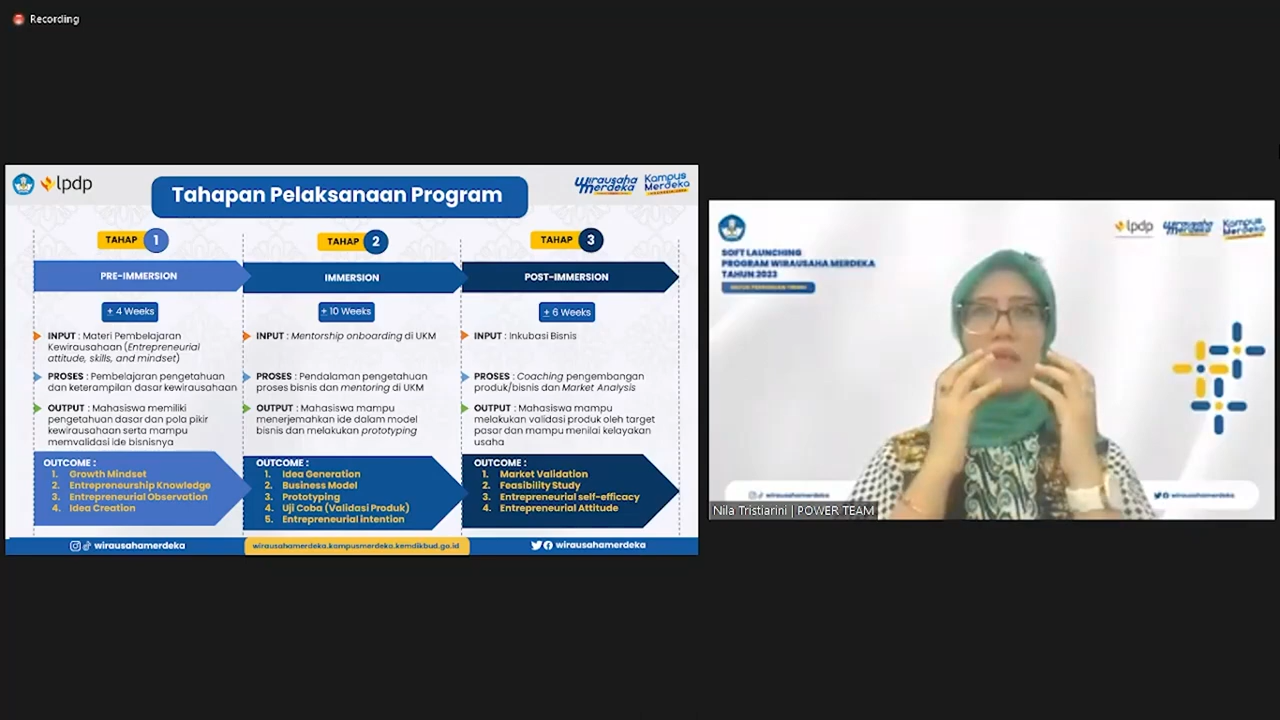 Recording
lpdp
Tahapan Pelaksanaan Program
wirausaha
merdeka
Kampus
Merdeka
TAHAP 1
PRE-IMMERSION
± 4 Weeks
INPUT : Materi Pembelajaran
Kewirausahaan (Entrepreneurial
attitude, skills, and mindset)
PROSES : Pembelajaran pengetahuan
dan keterampilan dasar kewirausahaan
OUTPUT : Mahasiswa memiliki
pengetahuan dasar dan pola pikir
kewirausahaan serta mampu
memvalidasi ide bisnisnya
OUTCOME :
1. Growth Mindset
2. Entrepreneurship Knowledge
3. Entrepreneurial Observation
4. Idea Creation
TAHAP 2
IMMERSION
± 10 Weeks
INPUT : Mentorship onboarding di UKM
PROSES : Pendalaman pengetahuan
proses bisnis dan mentoring di UKM
OUTPUT : Mahasiswa mampu
menerjemahkan ide dalam model
bisnis dan melakukan prototyping
OUTCOME :
1. Idea Generation
2. Business Model
3. Prototyping
4. Uji Coba (Validasi Produk)
5. Entrepreneurial intention
TAHAP 3
POST-IMMERSION
± 6 Weeks
INPUT : Inkubasi Bisnis
PROSES : Coaching pengembangan
produk/bisnis dan Market Analysis
OUTPUT : Mahasiswa mampu
melakukan validasi produk oleh target
pasar dan mampu menilai kelayakan
usaha
OUTCOME :
1. Market Validation
2. Feasibility Study
3. Entrepreneurial self-efficacy
4. Entrepreneurial Attitude
wirausahamerdeka
wirausahamerdeka.kampusmerdeka.kemdikbud.go.id
wirausahamerdeka
lpdp
wirausaha
merdeka
Kampus
Merdeka
SOFT LAUNCHING
PROGRAM WIRAUSAHA MERDEKA
TAHUN 2023
wirausahamerdeka
wirausahamerdeka
Nila Tristiarini | POWER TEAM